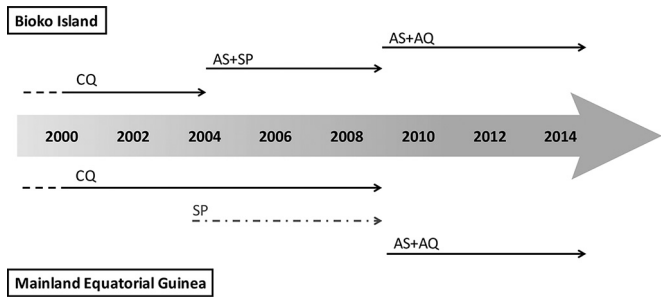 Bioko Island
AS+AQ
AS+SP
CQ
2000 2002 2004 2006 2008 2010 2012 2014
CQ
SP
AS+AQ
Mainland Equatorial Guinea